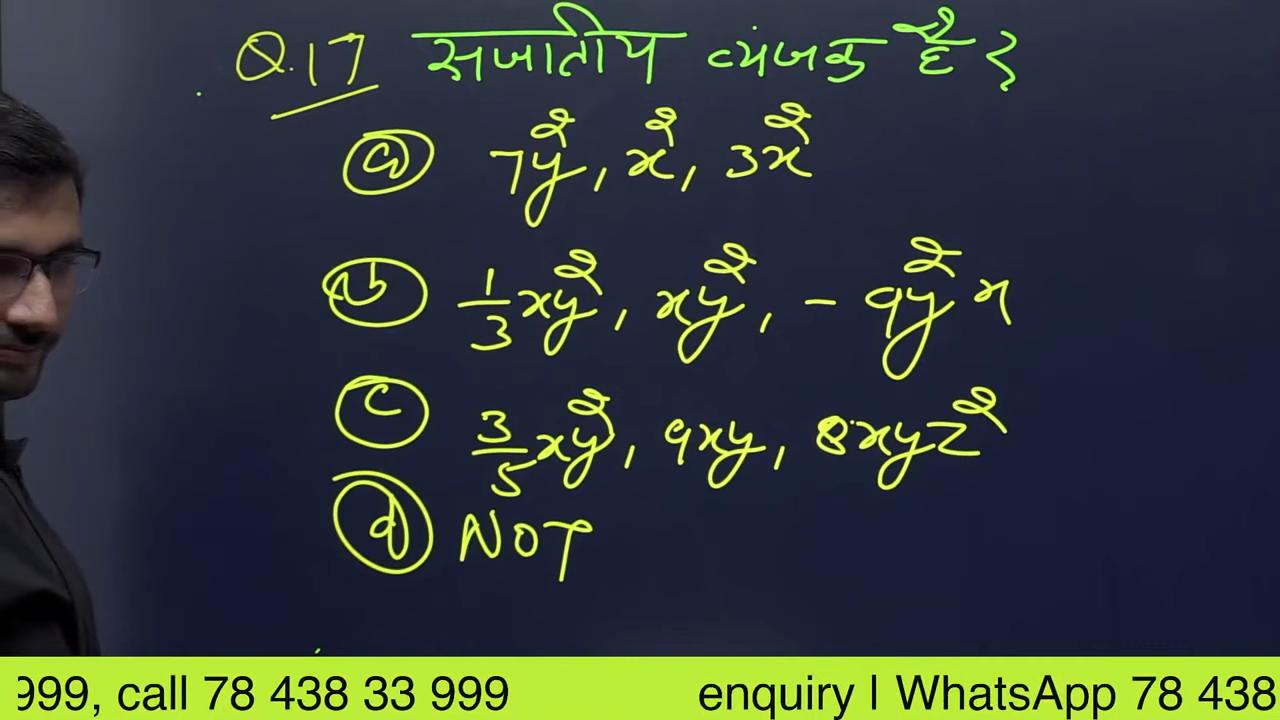 Q.17 सजातीय व्यंजक है ?
(a) 7y², x², 3x²
(b) 1/3 xy², xy², - 9y² x
(c) 3/5 xy², 9xy, 8xyz²
(d) NOT
999, call 78 438 33 999 enquiry I WhatsApp 78 438